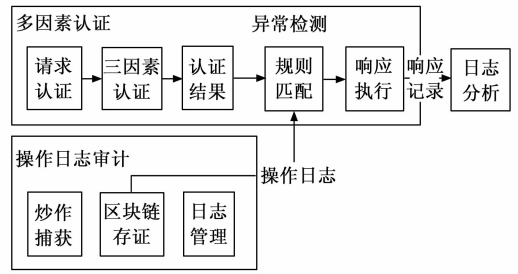 多因素认证
异常检测
请求
认证
三因素
认证
认证
结果
规则
匹配
响应
执行
响应
记录
日志
分析
操作日志审计
操作日志
炒作
捕获
区块链
存证
日志
管理